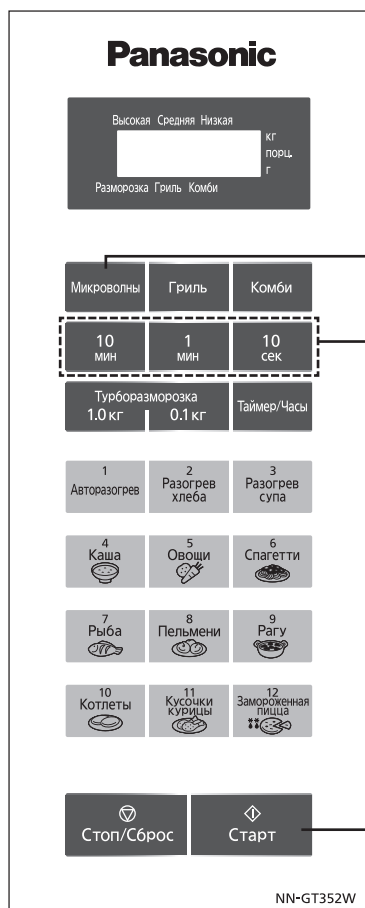 Panasonic
Высокая Средняя Низкая
кг
порц.
г
Разморозка Гриль Комби
Микроволны Гриль Комби
10 1 10
мин мин сек
Турборазморозка
1.0 кг 0.1 кг Таймер/Часы
1 2 3
Авторазогрев Разогрев хлеба Разогрев супа
4 5 6
Каша Овощи Спагетти
7 8 9
Рыба Пельмени Рагу
10 11 12
Котлеты Кусочки курицы Замороженная пицца
Стоп/Сброс Старт
NN-GT352W